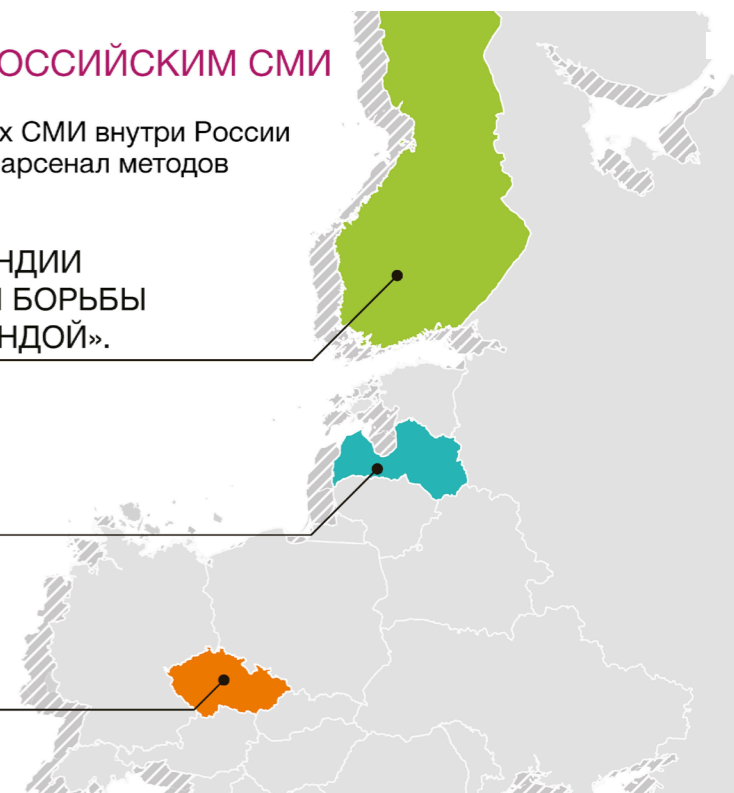 ОССИЙСКИМ СМИ
х СМИ внутри России
арсенал методов
НДИИ
И БОРЬБЫ
НДОЙ».